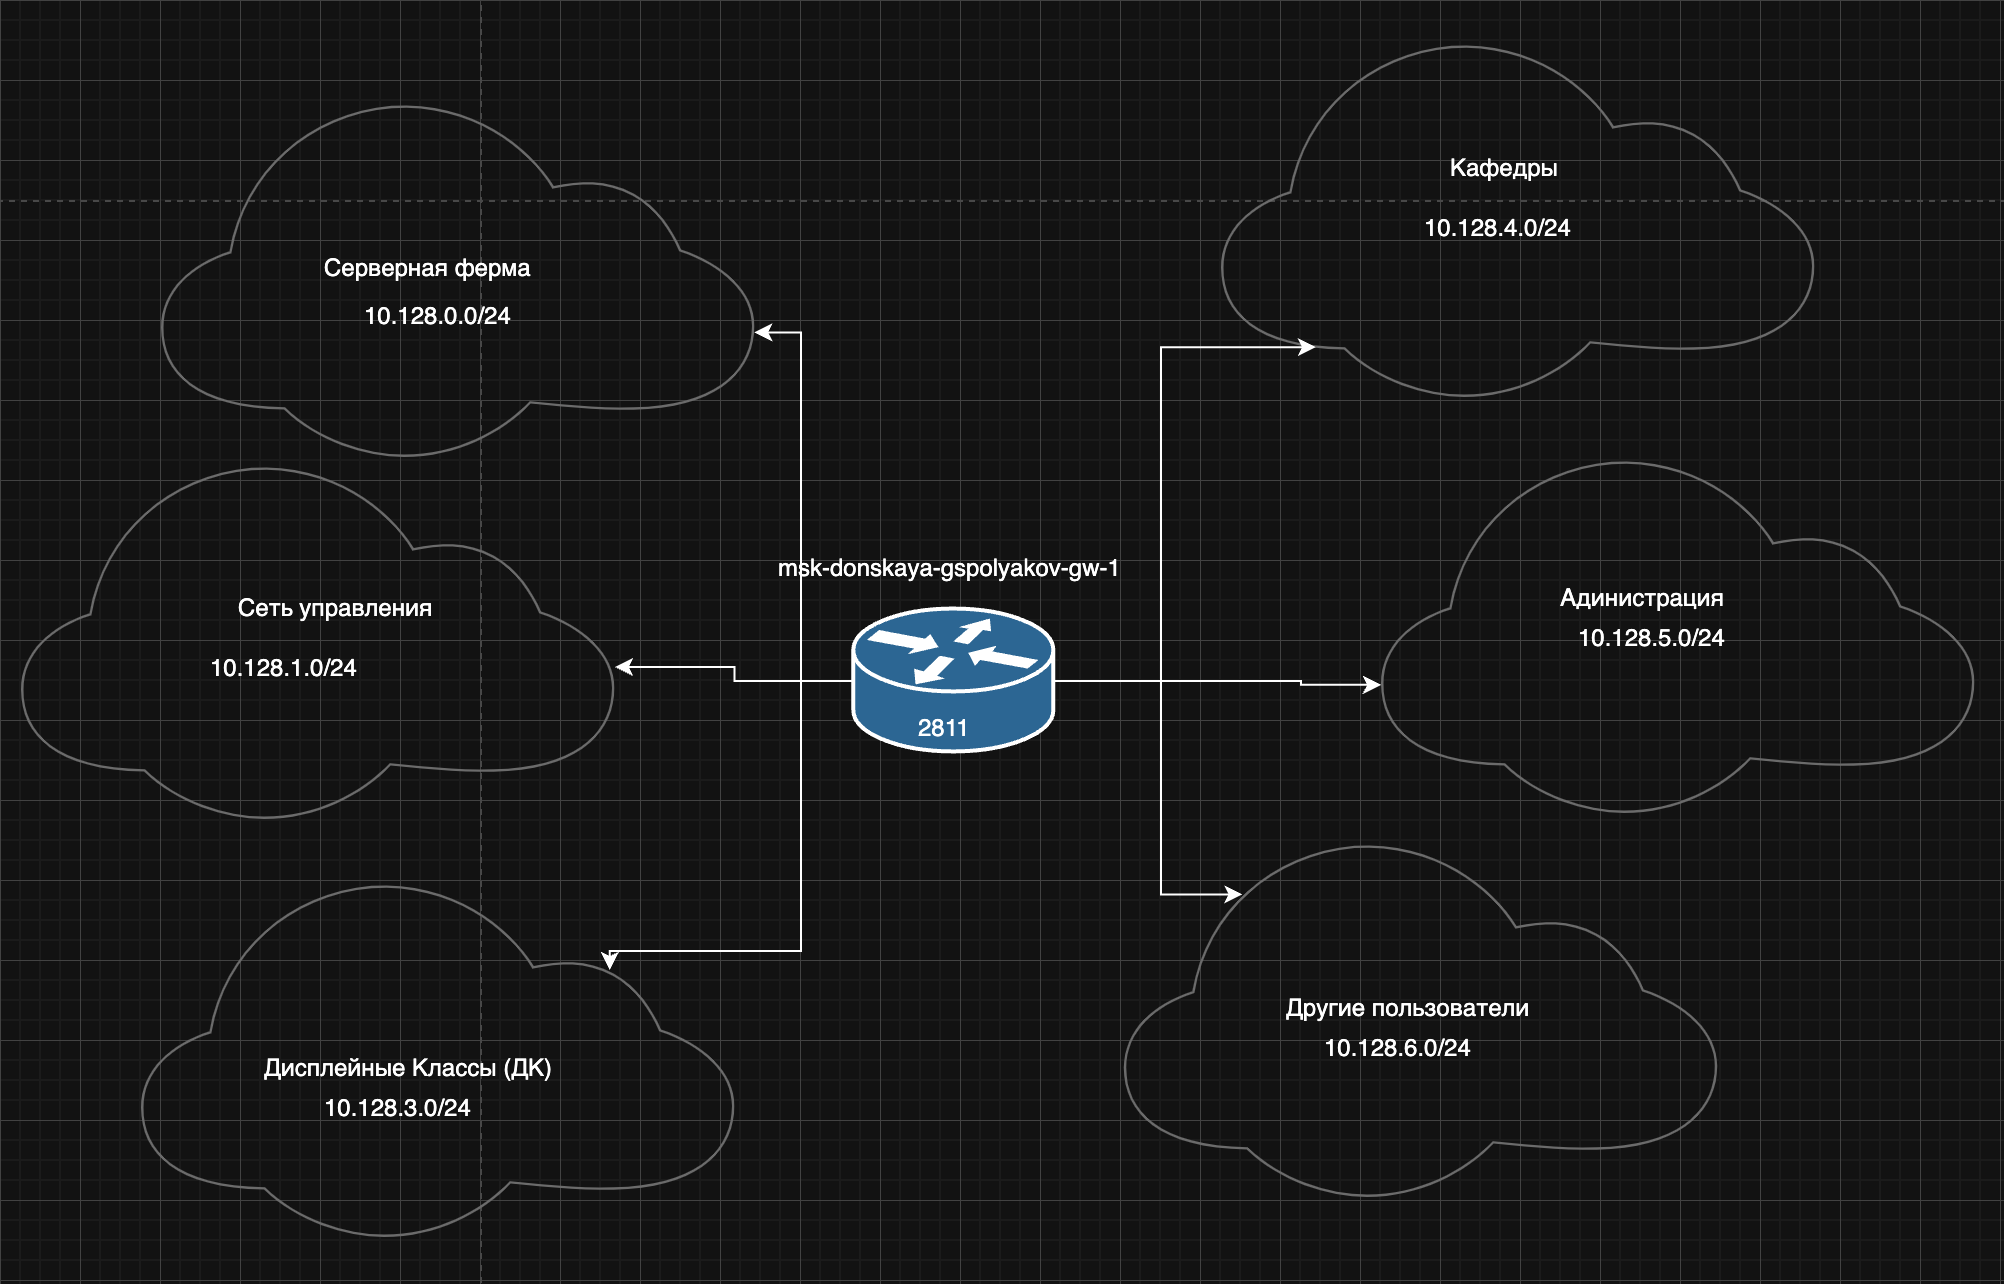 Серверная ферма
10.128.0.0/24
Сеть управления
10.128.1.0/24
Дисплейные Классы (ДК)
10.128.3.0/24
msk-donskaya-gspolyakov-gw-1
2811
Кафедры
10.128.4.0/24
Адинистрация
10.128.5.0/24
Другие пользователи
10.128.6.0/24